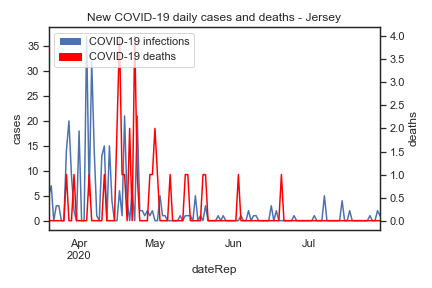 New COVID-19 daily cases and deaths - Jersey
COVID-19 infections
COVID-19 deaths
cases
35
30
25
20
15
10
5
0
4.0
3.5
3.0
2.5
2.0
1.5
1.0
0.5
0.0
deaths
Apr
2020
May
Jun
Jul
dateRep